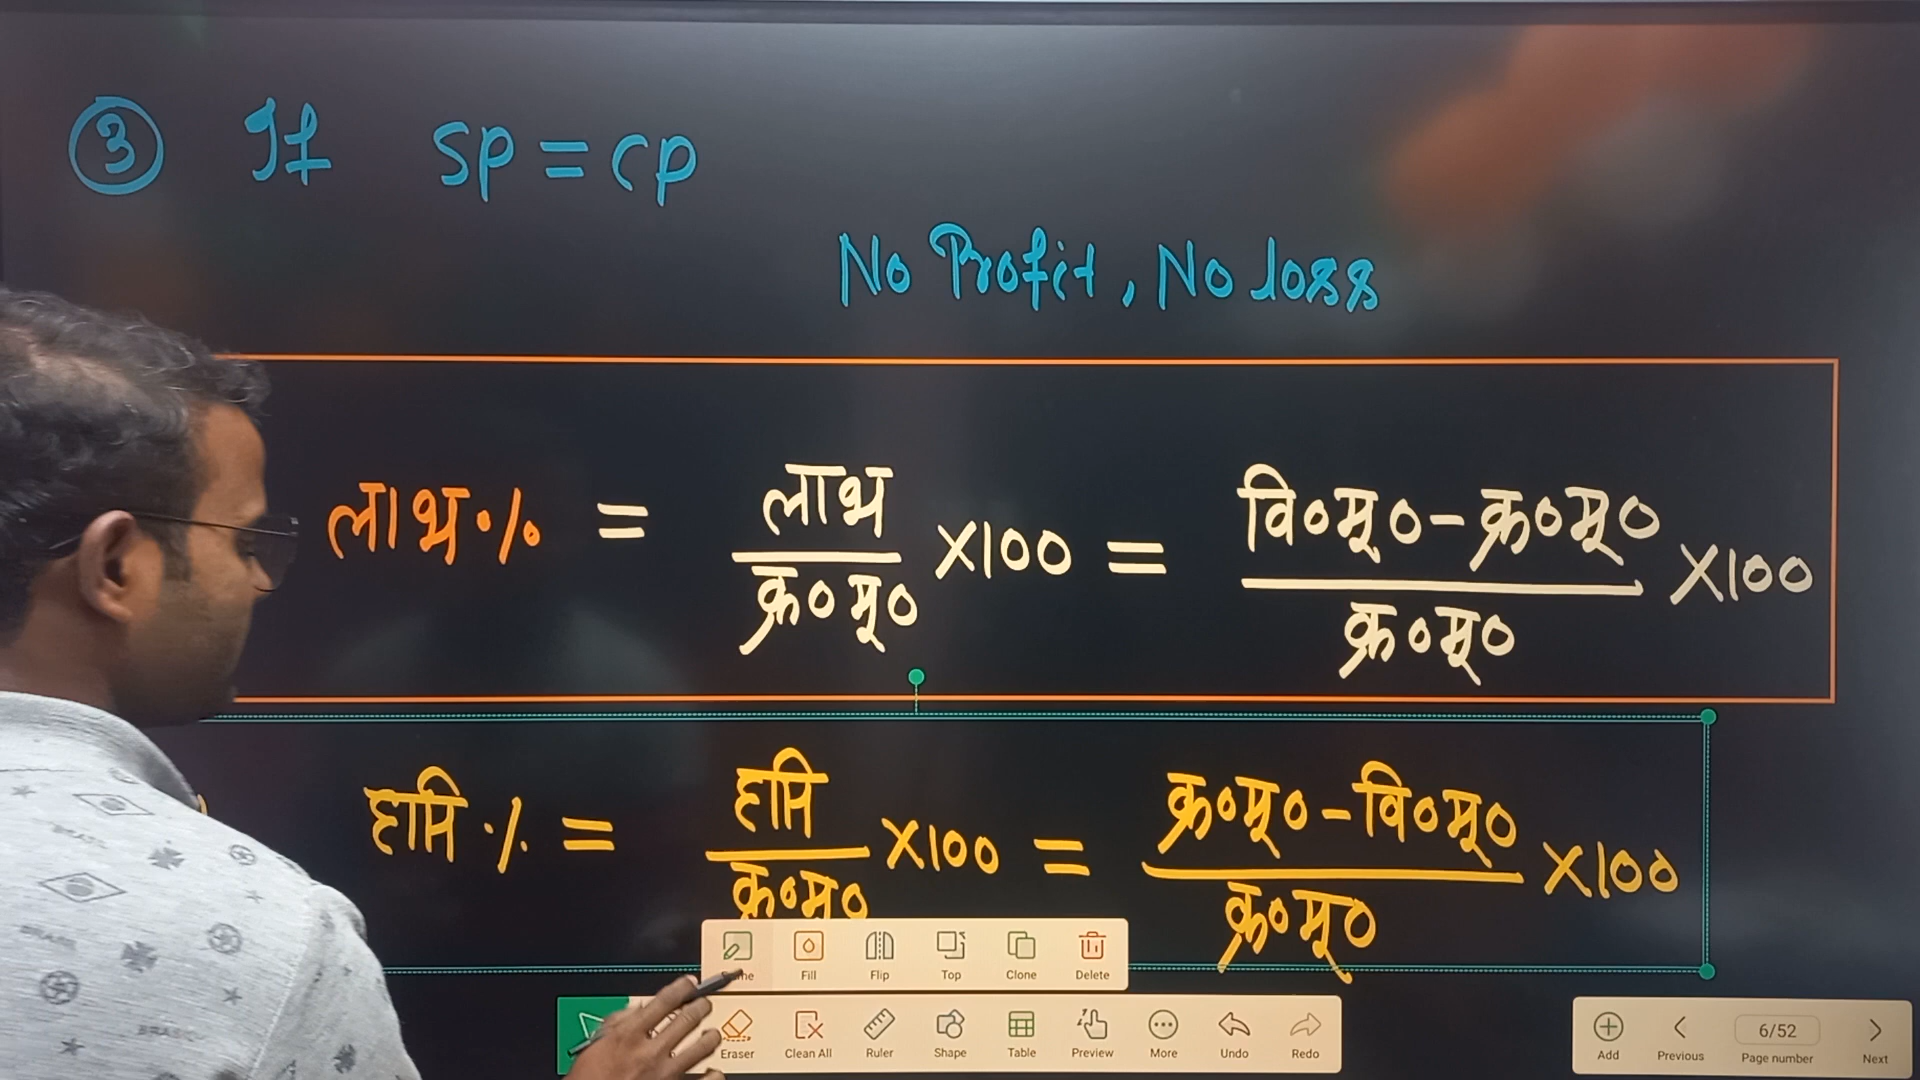 ③ If SP = CP
No Profit, No loss
लाभ% = लाभ/क्र०मू० ×100 = वि०मू०-क्र०मू०/क्र०मू० ×100
हानि% = हानि/क्र०मू० ×100 = क्र०मू०-वि०मू०/क्र०मू० ×100
Fill Flip Top Clone Delete
Eraser Clean All Ruler Shape Table Preview More Undo Redo
Add Previous 6/52 Page number Next